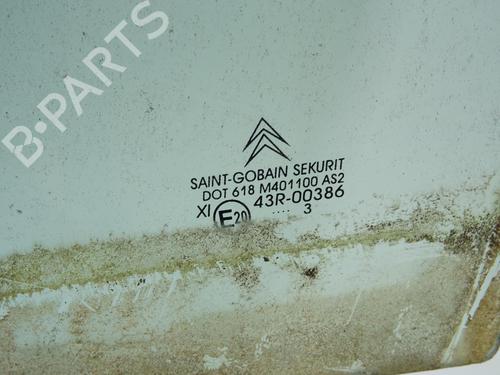 B-PARTS
SAINT-GOBAIN SEKURIT
DOT 618 M401100 AS2
XI E20 43R-00386
.... 3